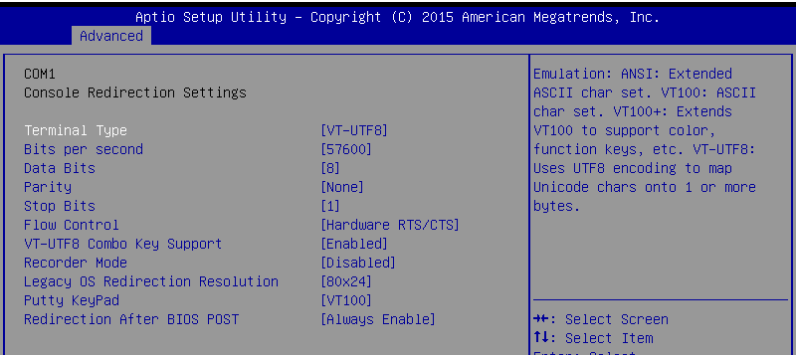 Aptio Setup Utility – Copyright (C) 2015 American Megatrends, Inc.
Advanced
COM1
Console Redirection Settings
Terminal Type [VT-UTF8]
Bits per second [57600]
Data Bits [8]
Parity [None]
Stop Bits [1]
Flow Control [Hardware RTS/CTS]
VT-UTF8 Combo Key Support [Enabled]
Recorder Mode [Disabled]
Legacy OS Redirection Resolution [80x24]
Putty KeyPad [VT100]
Redirection After BIOS POST [Always Enable]
Emulation: ANSI: Extended
ASCII char set. VT100: ASCII
char set. VT100+: Extends
VT100 to support color,
function keys, etc. VT-UTF8:
Uses UTF8 encoding to map
Unicode chars onto 1 or more
bytes.
→←: Select Screen
↑↓: Select Item
Enter: Select